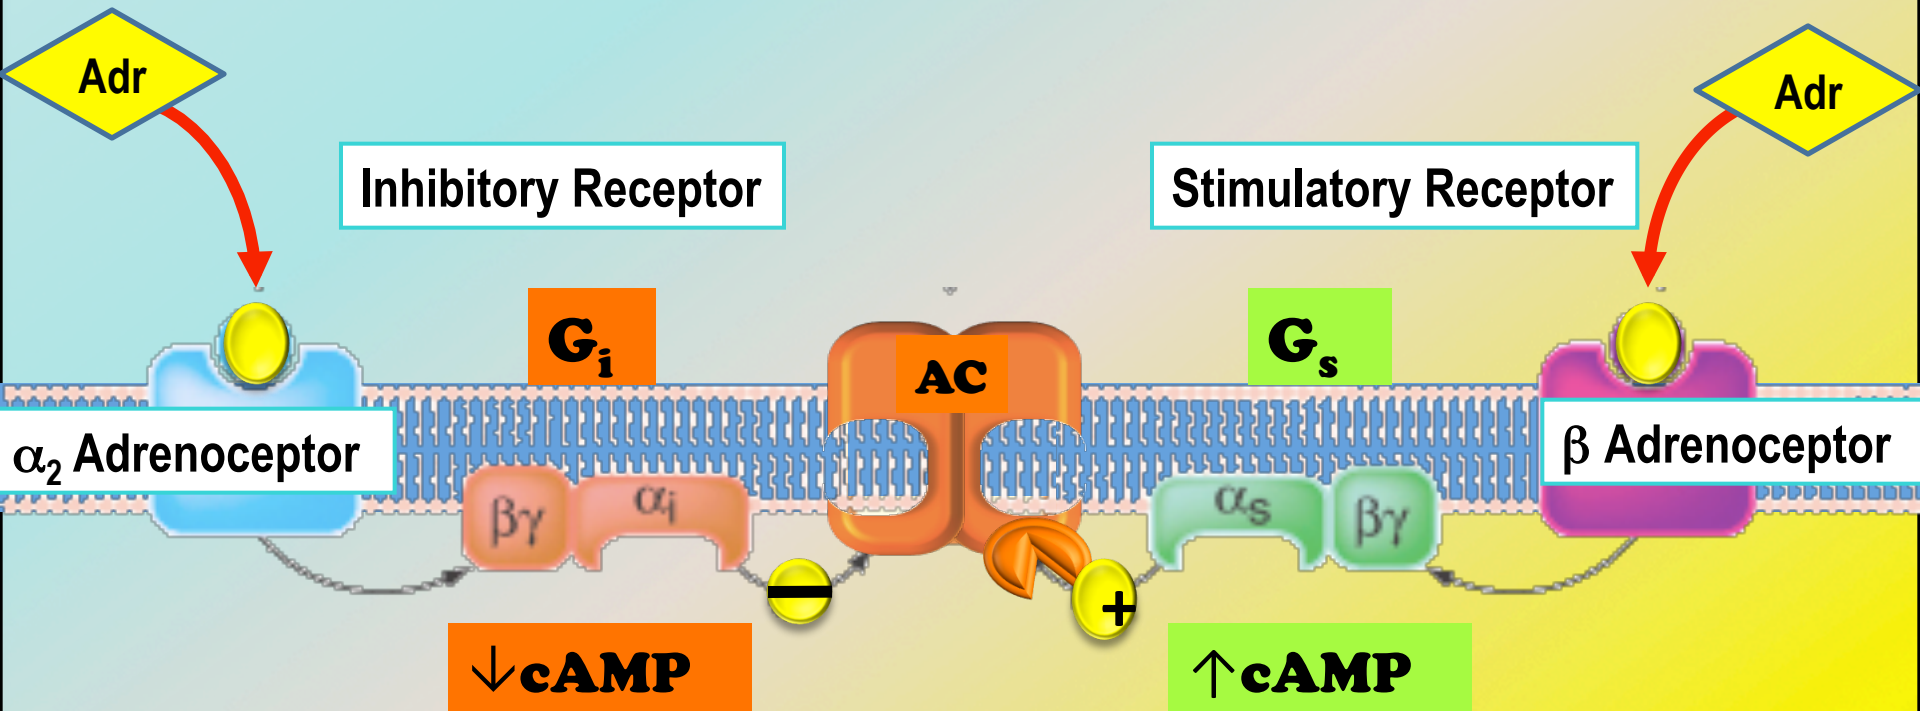 Adr
Adr
Inhibitory Receptor
Stimulatory Receptor
Gi
AC
Gs
α2 Adrenoceptor
β Adrenoceptor
βγ
αi
αs
βγ
−
+
↓cAMP
↑cAMP